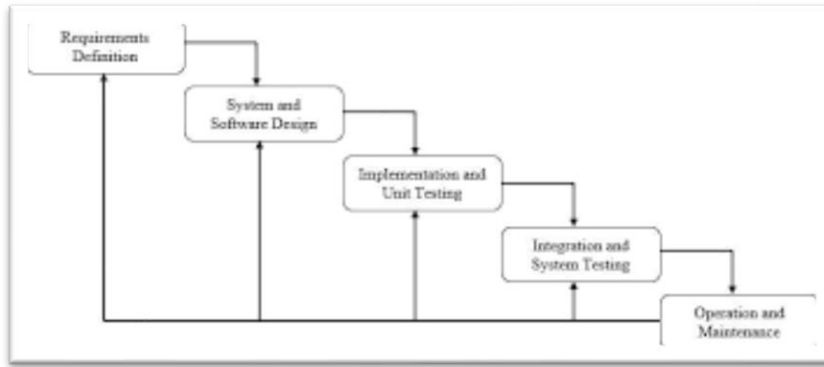 Requirements
Definition
System and
Software Design
Implementation and
Unit Testing
Integration and
System Testing
Operation and
Maintenance